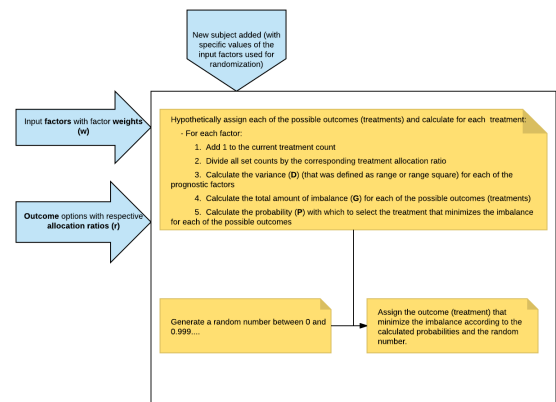 New subject added (with
specific values of the
input factors used for
randomization)
Input factors with factor weights
(w)
Outcome options with respective
allocation ratios (r)
Hypothetically assign each of the possible outcomes (treatments) and calculate for each treatment:
- For each factor:
1. Add 1 to the current treatment count
2. Divide all set counts by the corresponding treatment allocation ratio
3. Calculate the variance (D) (that was defined as range or range square) for each of the
prognostic factors
4. Calculate the total amount of imbalance (G) for each of the possible outcomes (treatments)
5. Calculate the probability (P) with which to select the treatment that minimizes the imbalance
for each of the possible outcomes
Generate a random number between 0 and
0.999....
Assign the outcome (treatment) that
minimize the imbalance according to the
calculated probabilities and the random
number.